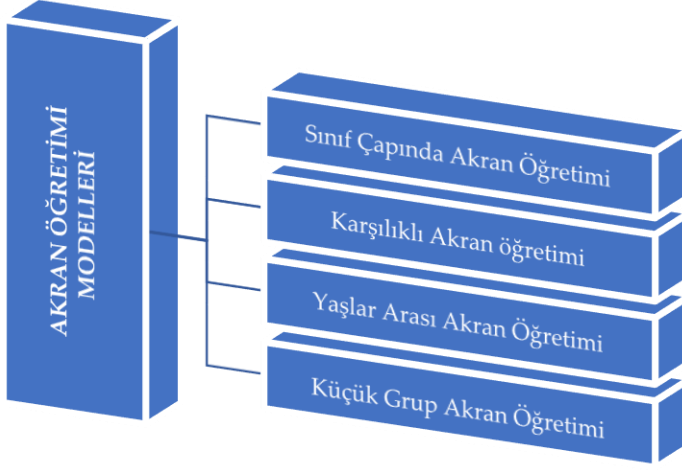 AKRAN ÖĞRETİMİ
MODELLERİ
Sınıf Çapında Akran Öğretimi
Karşılıklı Akran öğretimi
Yaşlar Arası Akran Öğretimi
Küçük Grup Akran Öğretimi